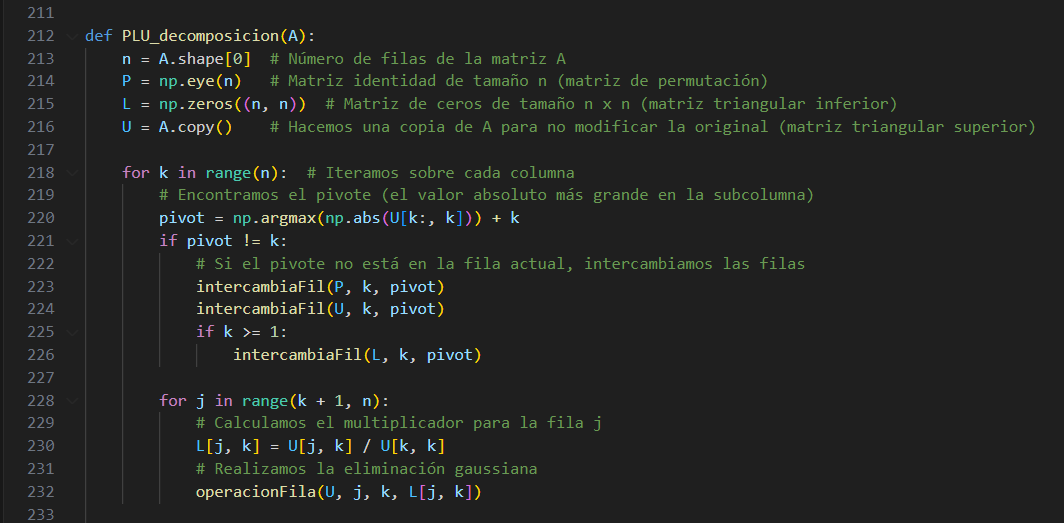 211
212 def PLU_decomposicion(A):
213 n = A.shape[0]  # Número de filas de la matriz A
214 P = np.eye(n)   # Matriz identidad de tamaño n (matriz de permutación)
215 L = np.zeros((n, n))  # Matriz de ceros de tamaño n x n (matriz triangular inferior)
216 U = A.copy()    # Hacemos una copia de A para no modificar la original (matriz triangular superior)
217
218 for k in range(n):  # Iteramos sobre cada columna
219 # Encontramos el pivote (el valor absoluto más grande en la subcolumna)
220 pivot = np.argmax(np.abs(U[k:, k])) + k
221 if pivot != k:
222 # Si el pivote no está en la fila actual, intercambiamos las filas
223 intercambiaFil(P, k, pivot)
224 intercambiaFil(U, k, pivot)
225 if k >= 1:
226 intercambiaFil(L, k, pivot)
227
228 for j in range(k + 1, n):
229 # Calculamos el multiplicador para la fila j
230 L[j, k] = U[j, k] / U[k, k]
231 # Realizamos la eliminación gaussiana
232 operacionFila(U, j, k, L[j, k])
233